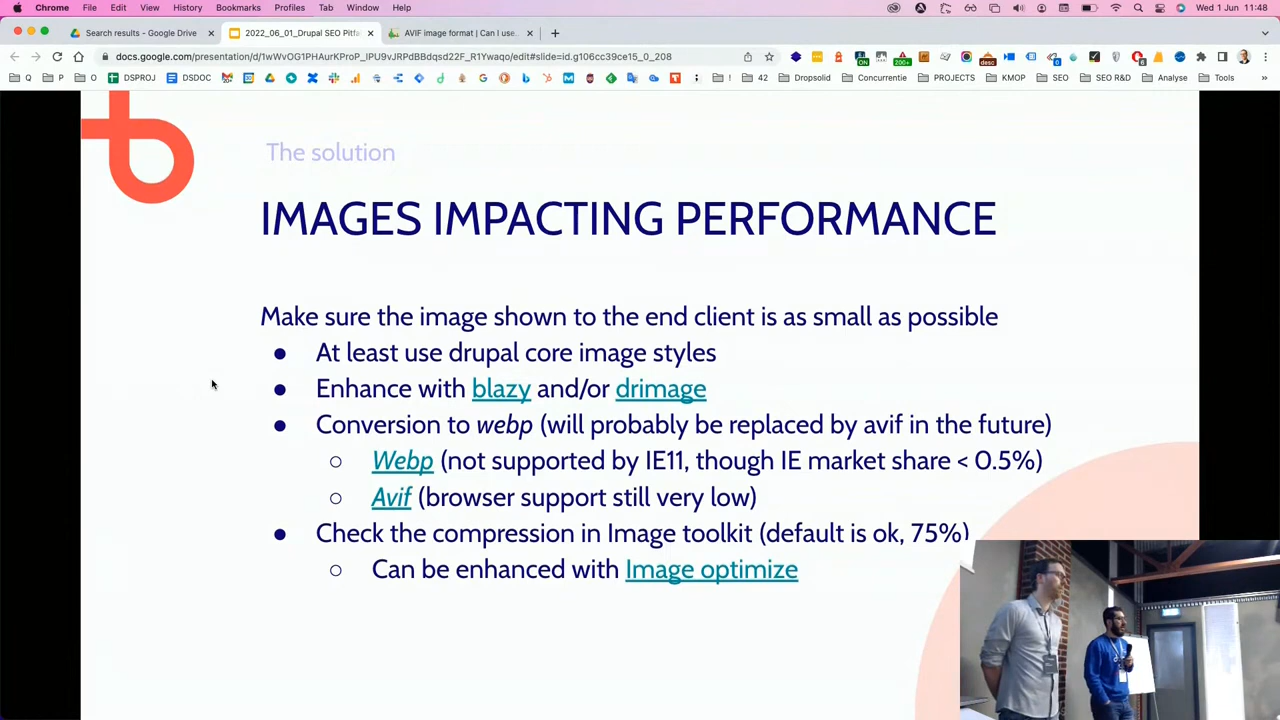 Chrome File Edit View History Bookmarks Profiles Tab Window Help Wed 1 Jun 11:48
Search results - Google Drive 2022_06_01_Drupal SEO Pitfa AVIF image format | Can I use.
docs.google.com/presentation/d/1wWvOG1PHAurKProP_IPU9vJRPdBBdqsd22F_R1Ywaqo/edit#slide=id.g106cc39ce15_0_208
Q P O DSPROJ DSDOC ! 42 Dropsolid Concurrentie PROJECTS KMOP SEO SEO R&D Analyse Tools
The solution
IMAGES IMPACTING PERFORMANCE
Make sure the image shown to the end client is as small as possible
● At least use drupal core image styles
● Enhance with blazy and/or drimage
● Conversion to webp (will probably be replaced by avif in the future)
○ Webp (not supported by IE11, though IE market share < 0.5%)
○ Avif (browser support still very low)
● Check the compression in Image toolkit (default is ok, 75%)
○ Can be enhanced with Image optimize